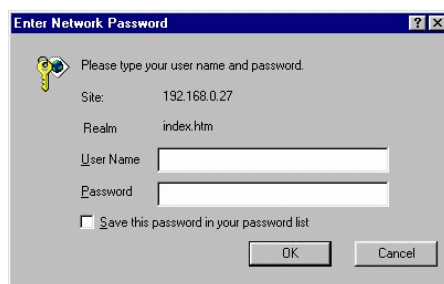 Enter Network Password
Please type your user name and password.
Site: 192.168.0.27
Realm index.htm
User Name
Password
Save this password in your password list
OK Cancel